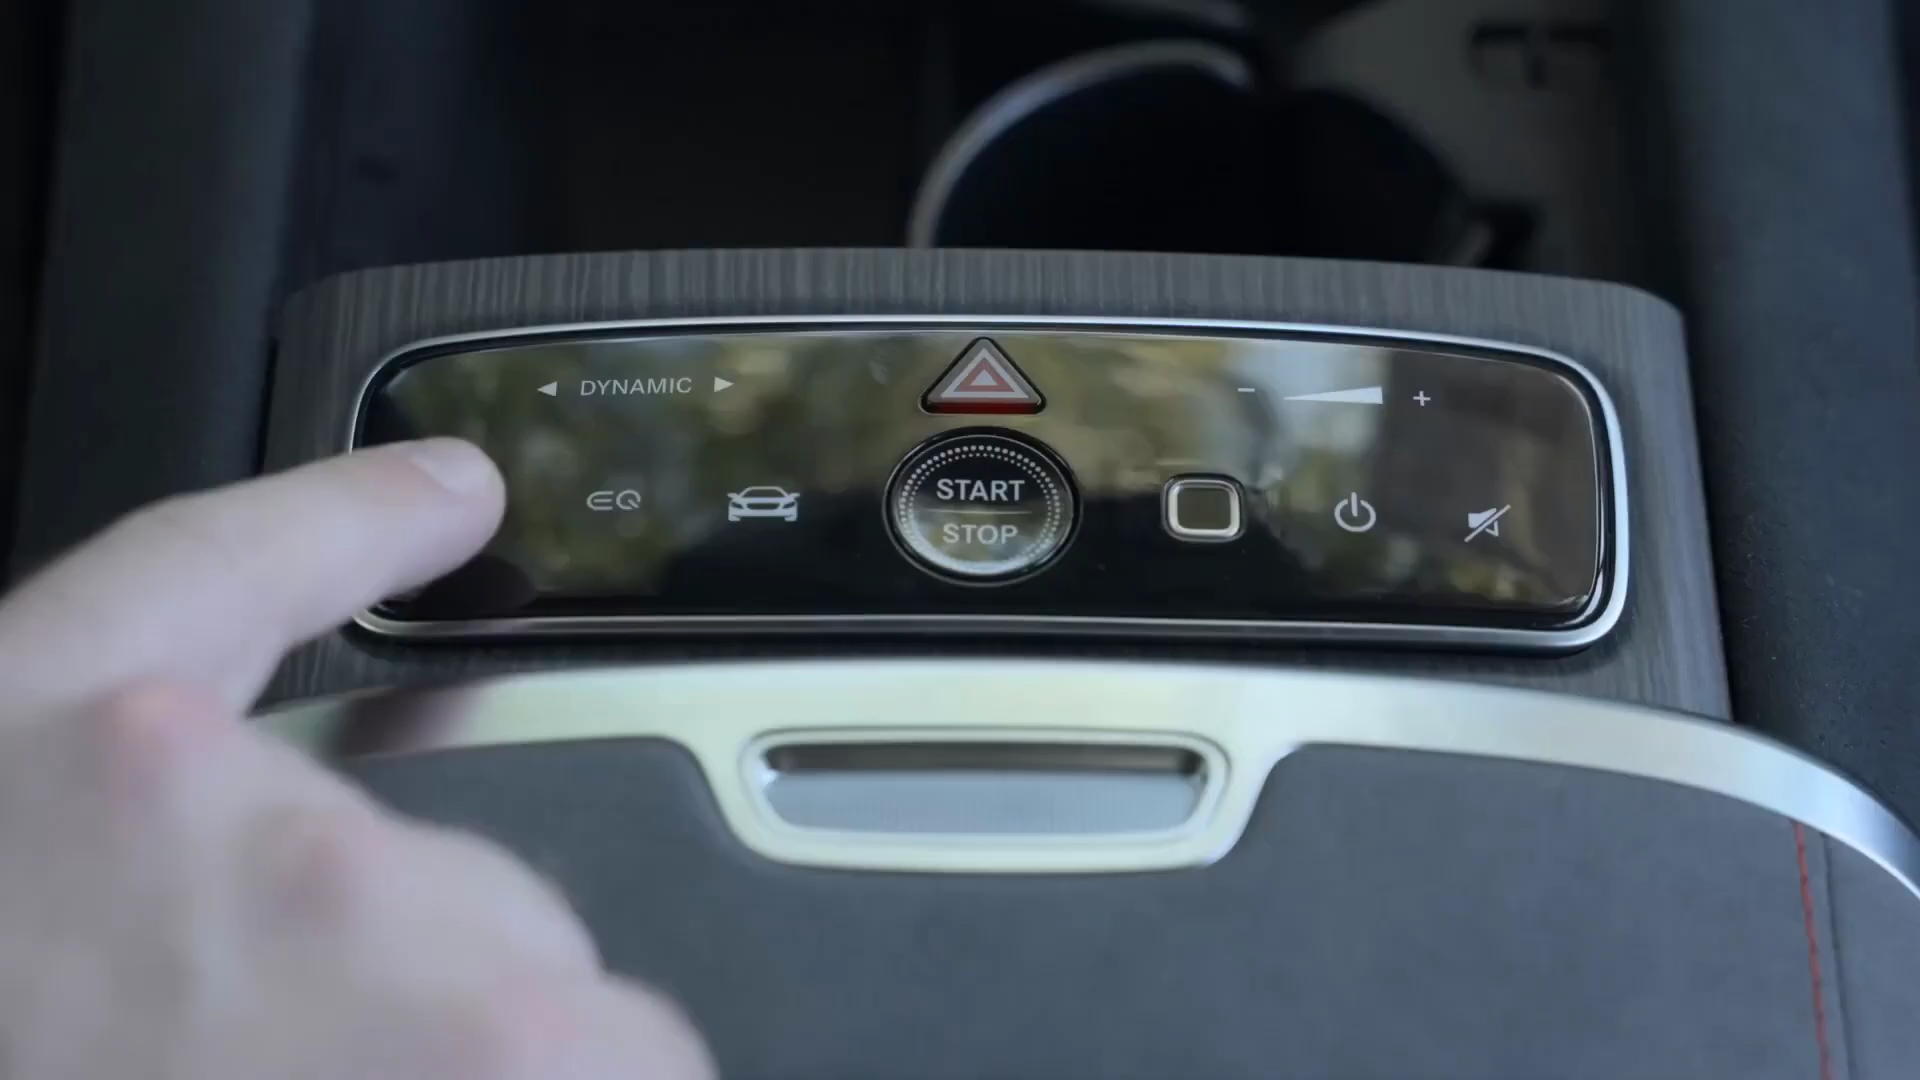 DYNAMIC
- +
EQ
START
STOP